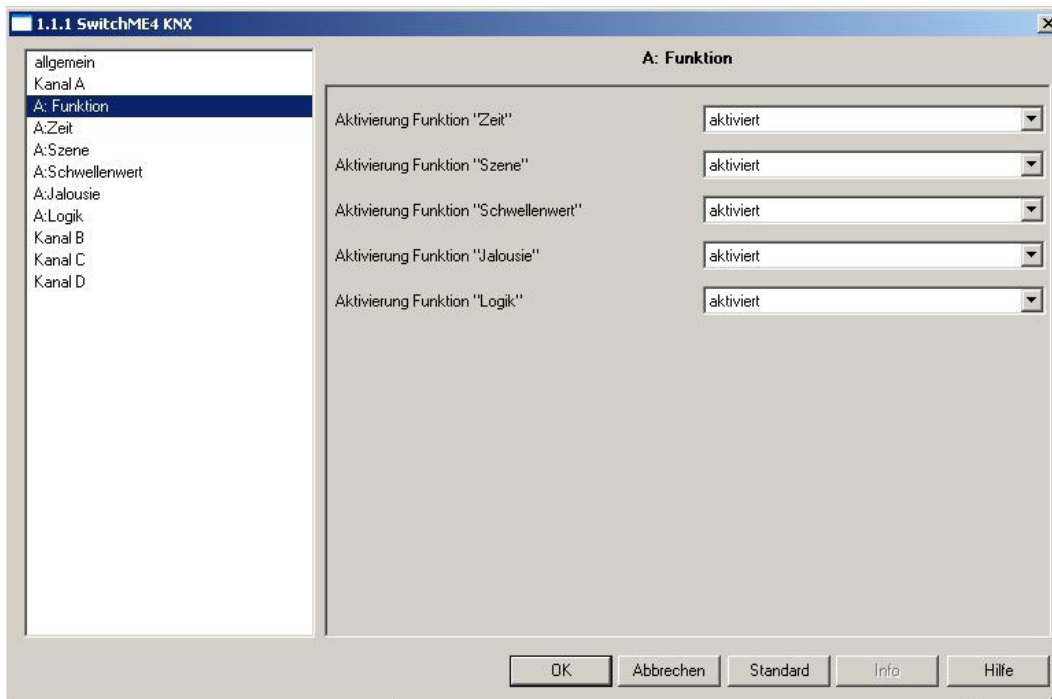 1.1.1 SwitchME4 KNX
allgemein
Kanal A
A: Funktion
A:Zeit
A:Szene
A:Schwellenwert
A:Jalousie
A:Logik
Kanal B
Kanal C
Kanal D
A: Funktion
Aktivierung Funktion "Zeit" aktiviert
Aktivierung Funktion "Szene" aktiviert
Aktivierung Funktion "Schwellenwert" aktiviert
Aktivierung Funktion "Jalousie" aktiviert
Aktivierung Funktion "Logik" aktiviert
OK Abbrechen Standard Info Hilfe